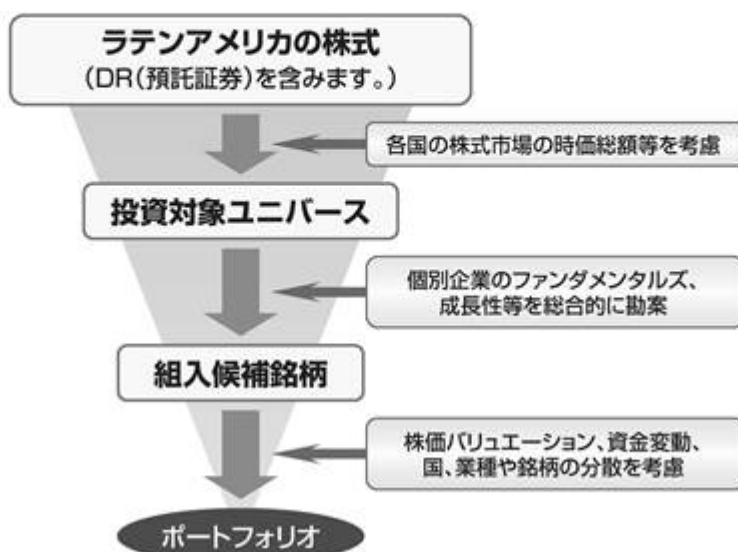 ラテンアメリカの株式
(DR(預託証券)を含みます。)
各国の株式市場の時価総額等を考慮
投資対象ユニバース
個別企業のファンダメンタルズ、
成長性等を総合的に勘案
組入候補銘柄
株価バリュエーション、資金変動、
国、業種や銘柄の分散を考慮
ポートフォリオ